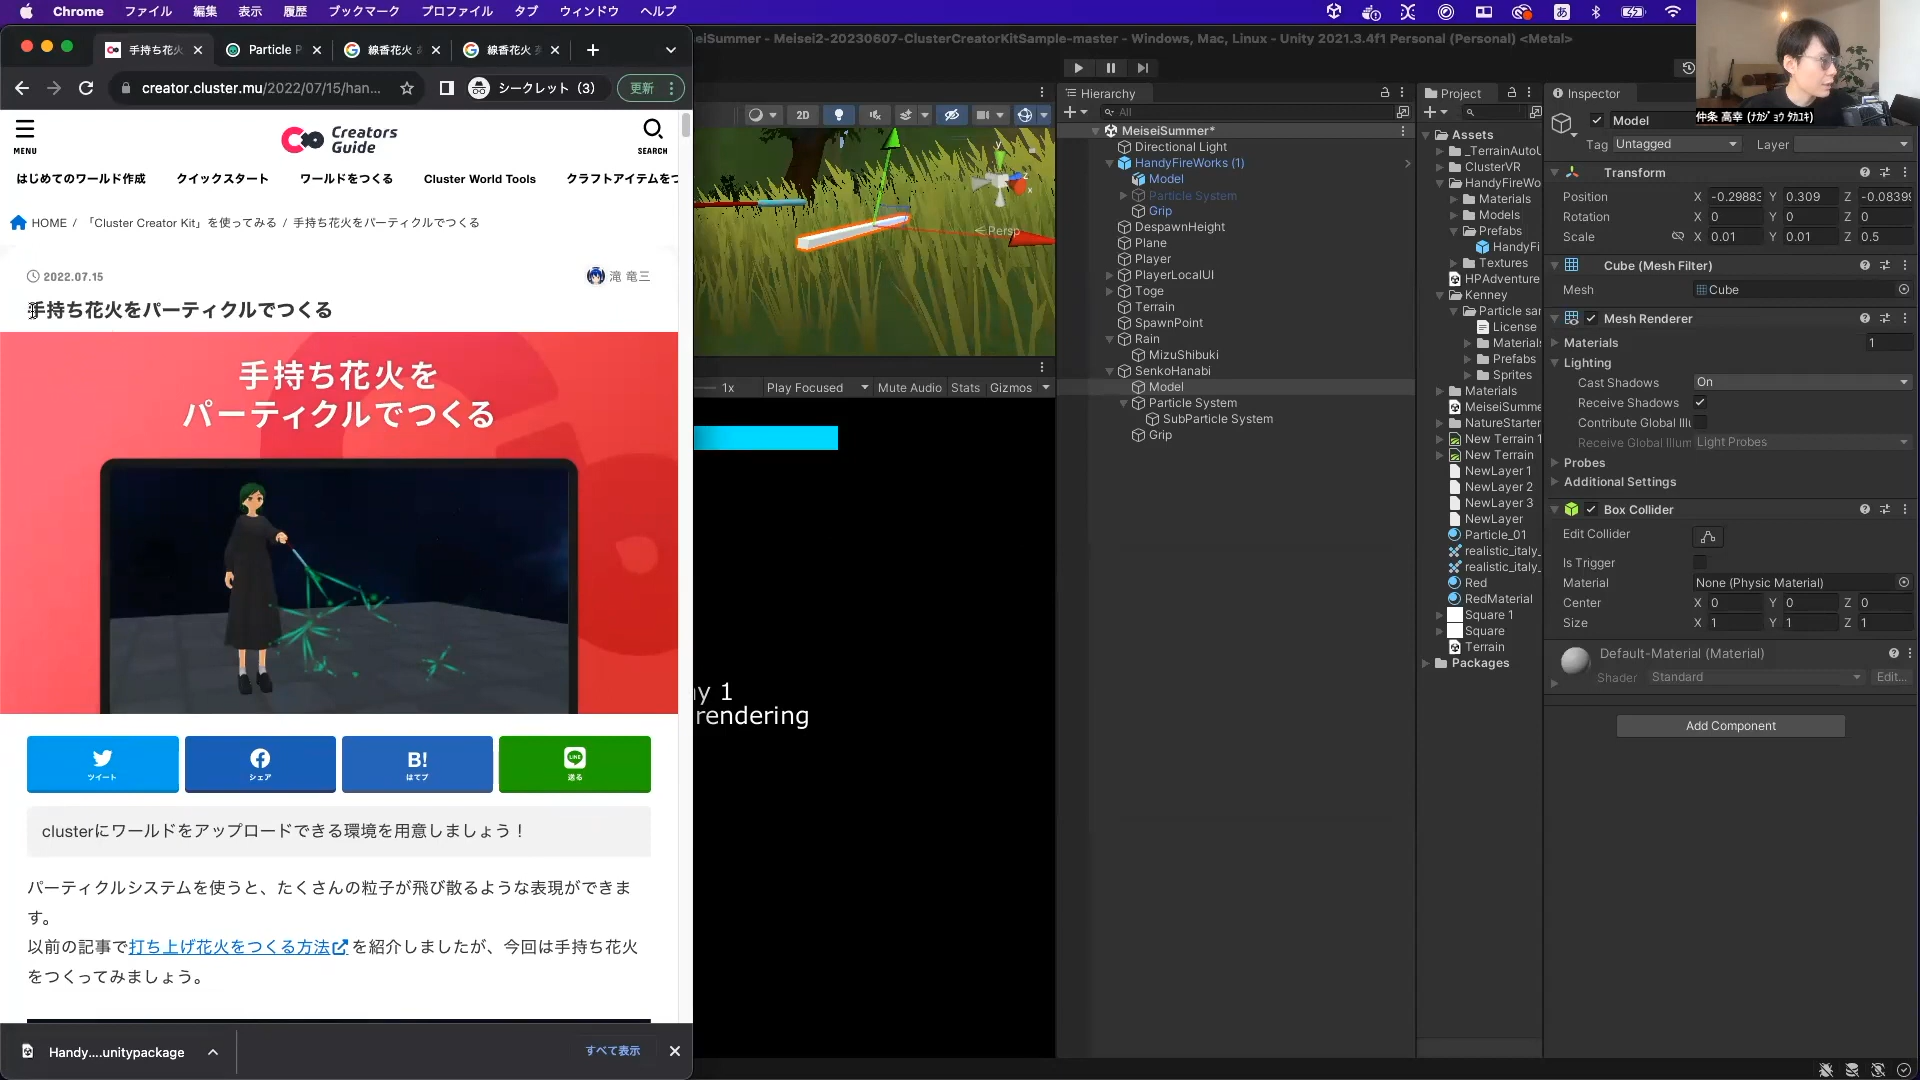 Chrome ファイル 編集 表示 履歴 ブックマーク プロファイル タブ ウィンドウ ヘルプ
手持ち花火
Particle P
線香花火
線香花火
creator.cluster.mu/2022/07/15/han...
シークレット（3）
更新
MENU
Creators Guide
SEARCH
はじめてのワールド作成 クイックスタート ワールドをつくる Cluster World Tools クラフトアイテムをつ
HOME / 「Cluster Creator Kit」を使ってみる / 手持ち花火をパーティクルでつくる
2022.07.15
滝 竜三
手持ち花火をパーティクルでつくる
手持ち花火を
パーティクルでつくる
ツイート
シェア
B!
はてブ
LINE
送る
clusterにワールドをアップロードできる環境を用意しましょう！
パーティクルシステムを使うと、たくさんの粒子が飛び散るような表現ができま
す。
以前の記事で打ち上げ花火をつくる方法を紹介しましたが、今回は手持ち花火
をつくってみましょう。
Handy....unitypackage
すべて表示
eiSummer - Meisei2-20230607-ClusterCreatorKitSample-master - Windows, Mac, Linux - Unity 2021.3.4f1 Personal (Personal) <Metal>
2D
y
z
x
Persp
1x Play Focused Mute Audio Stats Gizmos
ay 1
rendering
Hierarchy
All
MeiseiSummer*
Directional Light
HandyFireWorks (1)
Model
Particle System
Grip
DespawnHeight
Plane
Player
PlayerLocalUI
Toge
Terrain
SpawnPoint
Rain
MizuShibuki
SenkoHanabi
Model
Particle System
SubParticle System
Grip
Project
Assets
_TerrainAutoU
ClusterVR
HandyFireWo
Materials
Models
Prefabs
HandyFi
Textures
HPAdventure
Kenney
Particle sar
License
Materials
Prefabs
Sprites
Materials
MeiseiSumme
NatureStarter
New Terrain 1
New Terrain
NewLayer 1
NewLayer 2
NewLayer 3
NewLayer
Particle_01
realistic_italy_
realistic_italy_
Red
RedMaterial
Square 1
Square
Terrain
Packages
Inspector
仲条 高幸 (ﾅｶｼﾞｮｳ ﾀｶﾕｷ)
Model
Tag Untagged Layer
Transform
Position X -0.29883 Y 0.309 Z -0.08399
Rotation X 0 Y 0 Z 0
Scale X 0.01 Y 0.01 Z 0.5
Cube (Mesh Filter)
Mesh Cube
Mesh Renderer
Materials 1
Lighting
Cast Shadows On
Receive Shadows
Contribute Global Illu
Receive Global Illum Light Probes
Probes
Additional Settings
Box Collider
Edit Collider
Is Trigger
Material None (Physic Material)
Center X 0 Y 0 Z 0
Size X 1 Y 1 Z 1
Default-Material (Material)
Shader Standard Edit...
Add Component